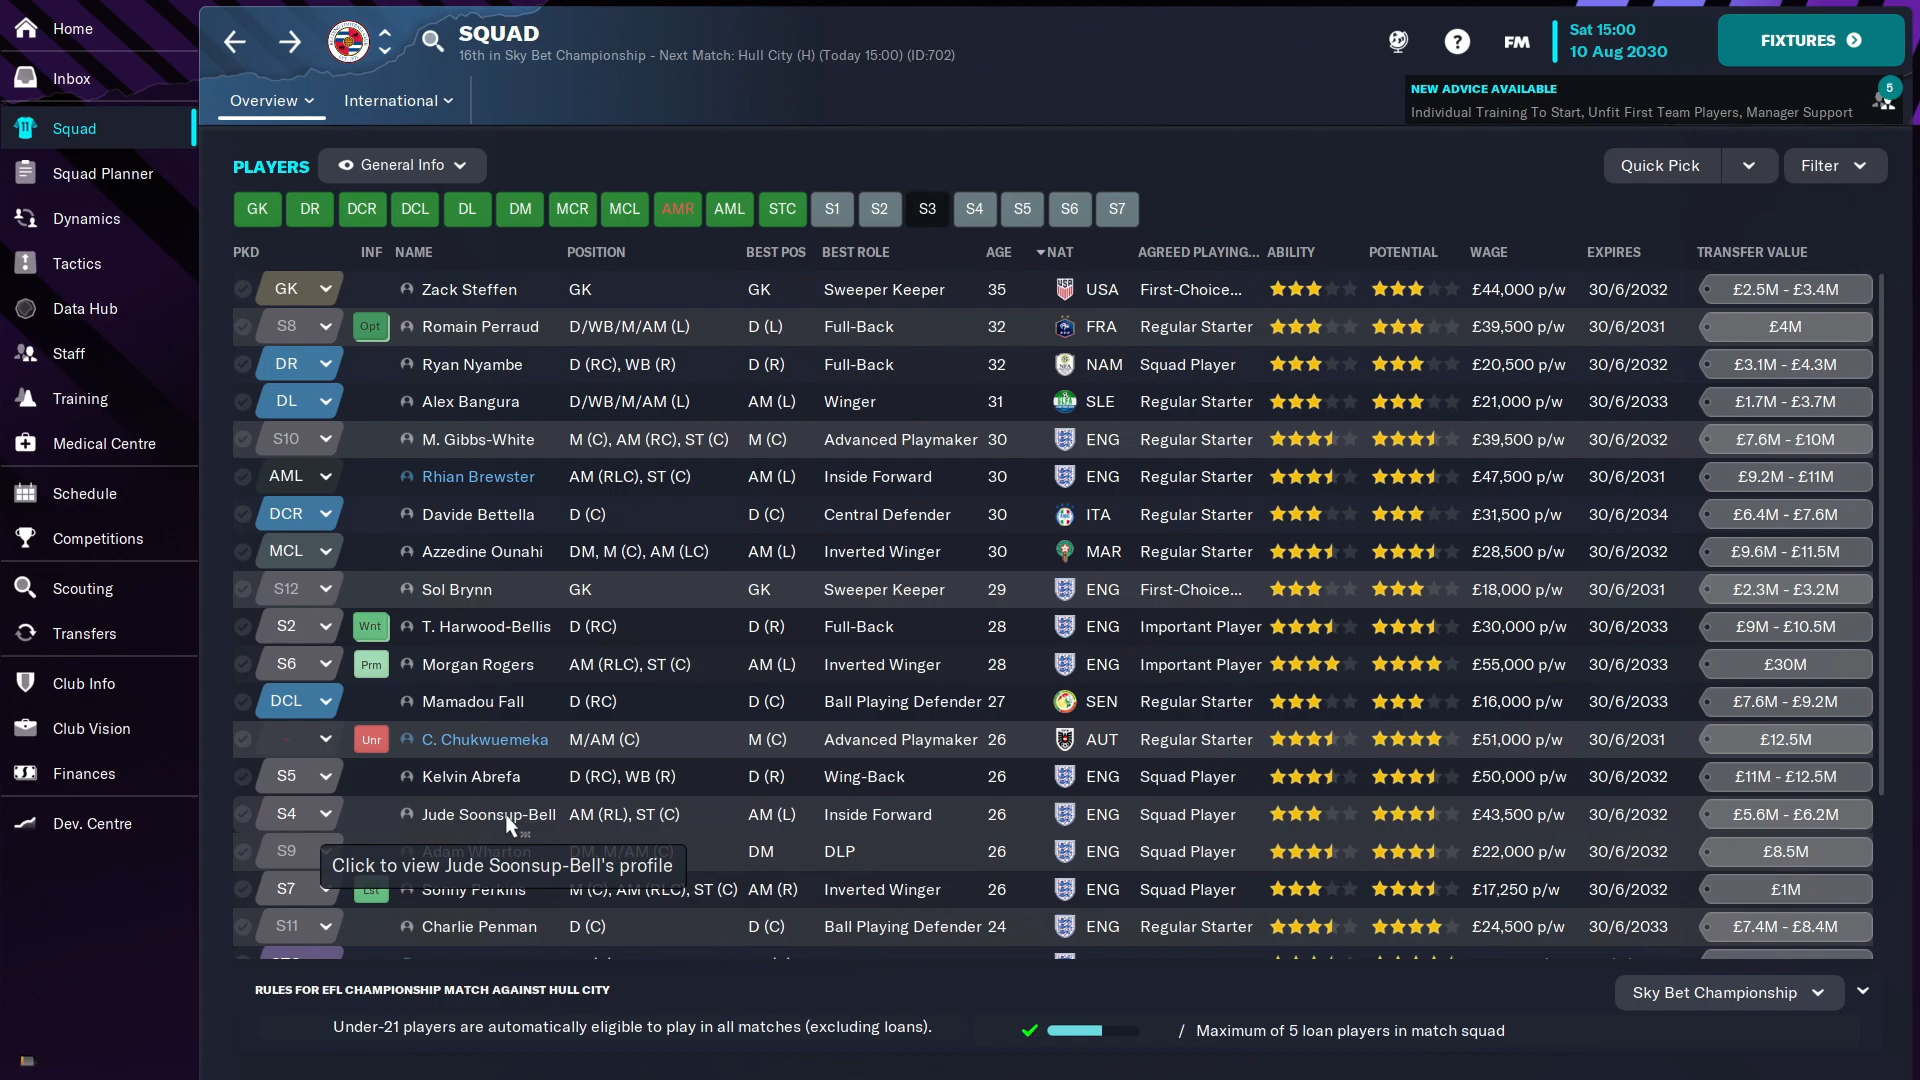 Home
Inbox
Squad
Squad Planner
Dynamics
Tactics
Data Hub
Staff
Training
Medical Centre
Schedule
Competitions
Scouting
Transfers
Club Info
Club Vision
Finances
Dev. Centre
SQUAD
16th in Sky Bet Championship - Next Match: Hull City (H) (Today 15:00) (ID:702)
? FM Sat 15:00
10 Aug 2030
FIXTURES
Overview International
NEW ADVICE AVAILABLE 5
Individual Training To Start, Unfit First Team Players, Manager Support
PLAYERS General Info Quick Pick Filter
GK DR DCR DCL DL DM MCR MCL AMR AML STC S1 S2 S3 S4 S5 S6 S7
PKD INF NAME POSITION BEST POS BEST ROLE AGE NAT AGREED PLAYING... ABILITY POTENTIAL WAGE EXPIRES TRANSFER VALUE
GK Zack Steffen GK GK Sweeper Keeper 35 USA First-Choice... £44,000 p/w 30/6/2032 £2.5M - £3.4M
S8 Opt Romain Perraud D/WB/M/AM (L) D (L) Full-Back 32 FRA Regular Starter £39,500 p/w 30/6/2031 £4M
DR Ryan Nyambe D (RC), WB (R) D (R) Full-Back 32 NAM Squad Player £20,500 p/w 30/6/2032 £3.1M - £4.3M
DL Alex Bangura D/WB/M/AM (L) AM (L) Winger 31 SLE Regular Starter £21,000 p/w 30/6/2033 £1.7M - £3.7M
S10 M. Gibbs-White M (C), AM (RC), ST (C) M (C) Advanced Playmaker 30 ENG Regular Starter £39,500 p/w 30/6/2032 £7.6M - £10M
AML Rhian Brewster AM (RLC), ST (C) AM (L) Inside Forward 30 ENG Regular Starter £47,500 p/w 30/6/2031 £9.2M - £11M
DCR Davide Bettella D (C) D (C) Central Defender 30 ITA Regular Starter £31,500 p/w 30/6/2034 £6.4M - £7.6M
MCL Azzedine Ounahi DM, M (C), AM (LC) AM (L) Inverted Winger 30 MAR Regular Starter £28,500 p/w 30/6/2032 £9.6M - £11.5M
S12 Sol Brynn GK GK Sweeper Keeper 29 ENG First-Choice... £18,000 p/w 30/6/2031 £2.3M - £3.2M
S2 Wnt T. Harwood-Bellis D (RC) D (R) Full-Back 28 ENG Important Player £30,000 p/w 30/6/2033 £9M - £10.5M
S6 Prm Morgan Rogers AM (RLC), ST (C) AM (L) Inverted Winger 28 ENG Important Player £55,000 p/w 30/6/2033 £30M
DCL Mamadou Fall D (RC) D (C) Ball Playing Defender 27 SEN Regular Starter £16,000 p/w 30/6/2033 £7.6M - £9.2M
- Unr C. Chukwuemeka M/AM (C) M (C) Advanced Playmaker 26 AUT Regular Starter £51,000 p/w 30/6/2031 £12.5M
S5 Kelvin Abrefa D (RC), WB (R) D (R) Wing-Back 26 ENG Squad Player £50,000 p/w 30/6/2032 £11M - £12.5M
S4 Jude Soonsup-Bell AM (RL), ST (C) AM (L) Inside Forward 26 ENG Squad Player £43,500 p/w 30/6/2032 £5.6M - £6.2M
S9 Adam Wharton DM, M/AM (C) DM DLP 26 ENG Squad Player £22,000 p/w 30/6/2032 £8.5M
Click to view Jude Soonsup-Bell's profile
S7 Lst Sonny Perkins M (C), AM (RLC), ST (C) AM (R) Inverted Winger 26 ENG Squad Player £17,250 p/w 30/6/2032 £1M
S11 Charlie Penman D (C) D (C) Ball Playing Defender 24 ENG Regular Starter £24,500 p/w 30/6/2033 £7.4M - £8.4M
RULES FOR EFL CHAMPIONSHIP MATCH AGAINST HULL CITY Sky Bet Championship
Under-21 players are automatically eligible to play in all matches (excluding loans). / Maximum of 5 loan players in match squad